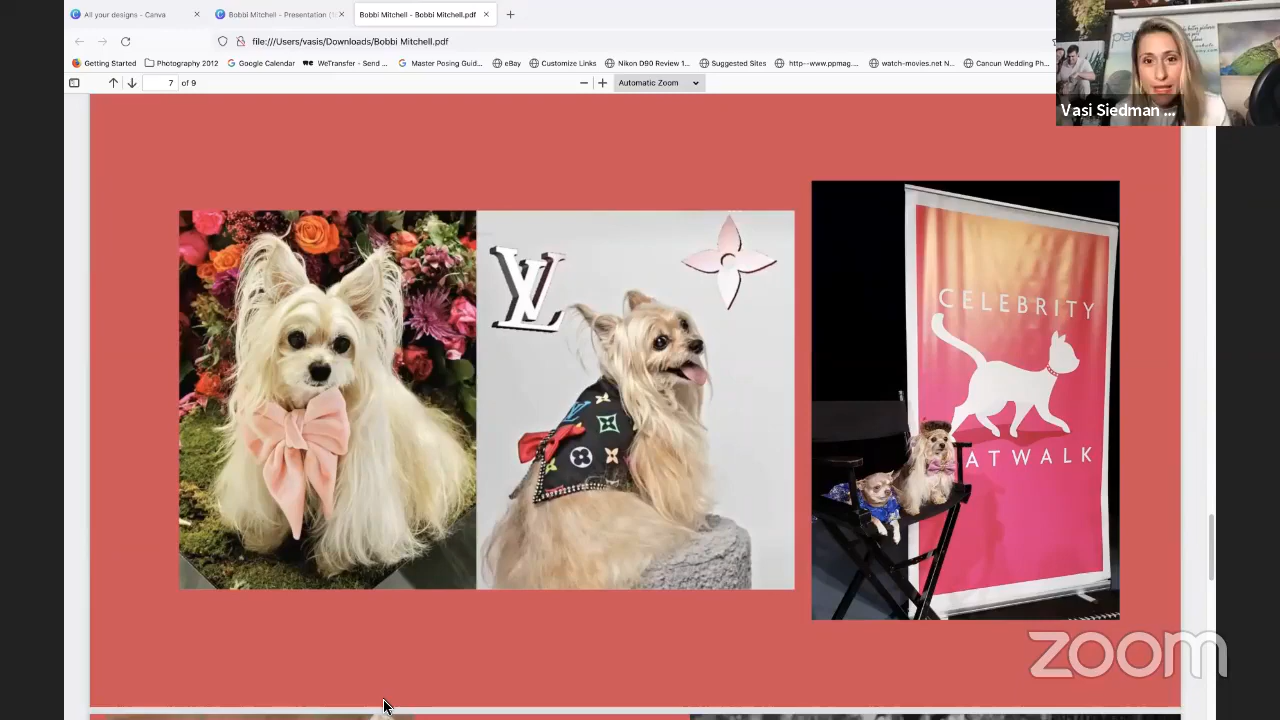 All your designs - Canva
Bobbi Mitchell - Presentation (1
Bobbi Mitchell - Bobbi Mitchell.pdf
file:///Users/vasis/Downloads/Bobbi Mitchell.pdf
Getting Started
Photography 2012
Google Calendar
WeTransfer - Send ...
Master Posing Guid...
eBay
Customize Links
Nikon D90 Review 1...
Suggested Sites
http--www.ppmag....
watch-movies.net N...
Cancun Wedding Ph...
7 of 9
Automatic Zoom
Vasi Siedman ...
LV
CELEBRITY
ATWALK
zoom